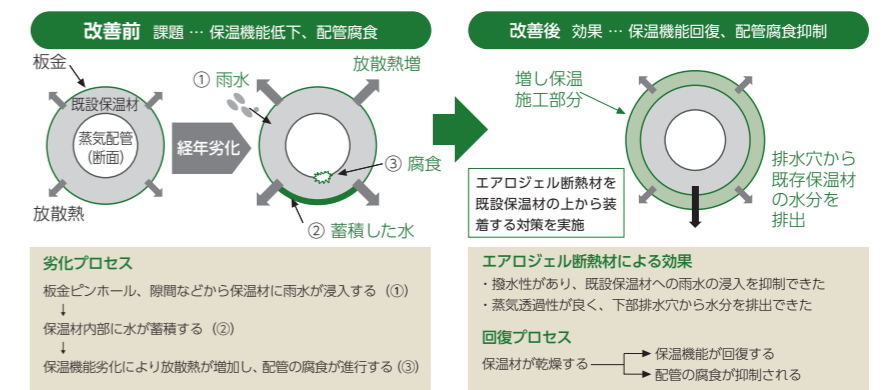 改善前 課題 … 保温機能低下、配管腐食
板金
既設保温材
蒸気配管
(断面)
放散熱
経年劣化
① 雨水
放散熱増
③ 腐食
② 蓄積した水
劣化プロセス
板金ピンホール、隙間などから保温材に雨水が浸入する(①)
↓
保温材内部に水が蓄積する(②)
↓
保温機能劣化により放散熱が増加し、配管の腐食が進行する(③)
改善後 効果 … 保温機能回復、配管腐食抑制
増し保温
施工部分
エアロジェル断熱材を
既設保温材の上から装
着する対策を実施
排水穴から
既存保温材
の水分を
排出
エアロジェル断熱材による効果
・撥水性があり、既設保温材への雨水の浸入を抑制できた
・蒸気透過性が良く、下部排水穴から水分を排出できた
回復プロセス
保温材が乾燥する
保温機能が回復する
配管の腐食が抑制される